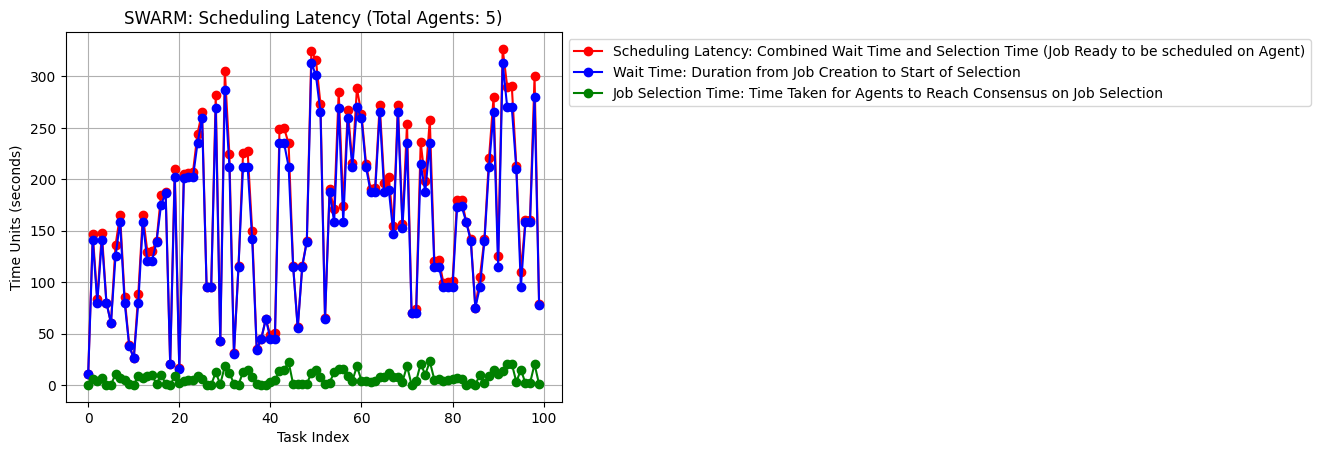 SWARM: Scheduling Latency (Total Agents: 5)
Scheduling Latency: Combined Wait Time and Selection Time (Job Ready to be scheduled on Agent)
Wait Time: Duration from Job Creation to Start of Selection
Job Selection Time: Time Taken for Agents to Reach Consensus on Job Selection
Time Units (seconds)
300
250
200
150
100
50
0
0 20 40 60 80 100
Task Index